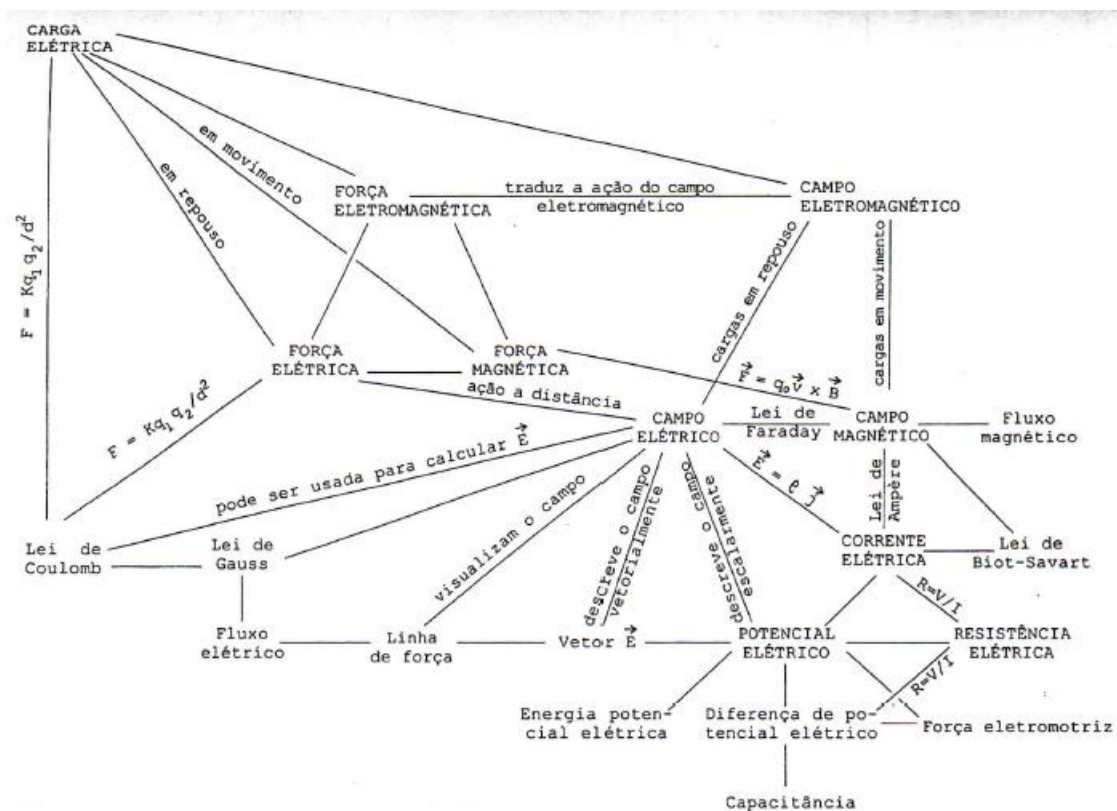 CARGA
ELÉTRICA
em movimento
em repouso
F = Kq₁ q₂/d²
FORÇA
ELETROMAGNÉTICA
traduz a ação do campo
eletromagnético
CAMPO
ELETROMAGNÉTICO
cargas em repouso
cargas em movimento
FORÇA
ELÉTRICA
FORÇA
MAGNÉTICA
ação a distância
F = Kq₁ q₂/d²
F⃗ = q₀v⃗ x B⃗
CAMPO
ELÉTRICO
Lei de
Faraday
CAMPO
MAGNÉTICO
Fluxo
magnético
pode ser usada para calcular E⃗
visualizam o campo
descreve o campo
vetorialmente
descreve o campo
escalarmente
E⃗ = ρ J⃗
Lei de
Ampère
Lei de
Coulomb
Lei de
Gauss
CORRENTE
ELÉTRICA
Lei de
Biot-Savart
R=V/I
Fluxo
elétrico
Linha
de força
Vetor E⃗
POTENCIAL
ELÉTRICO
RESISTÊNCIA
ELÉTRICA
R=V/I
Energia poten-
cial elétrica
Diferença de po-
tencial elétrico
Força eletromotriz
Capacitância